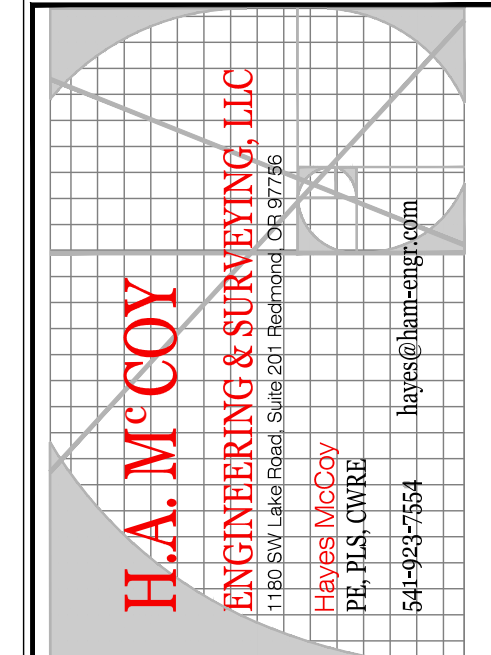 H.A. McCOY
ENGINEERING & SURVEYING, LLC
1180 SW Lake Road, Suite 201 Redmond, OR 97756
Hayes McCoy
PE, PLS, CWRE
541-923-7554 hayes@ham-engr.com